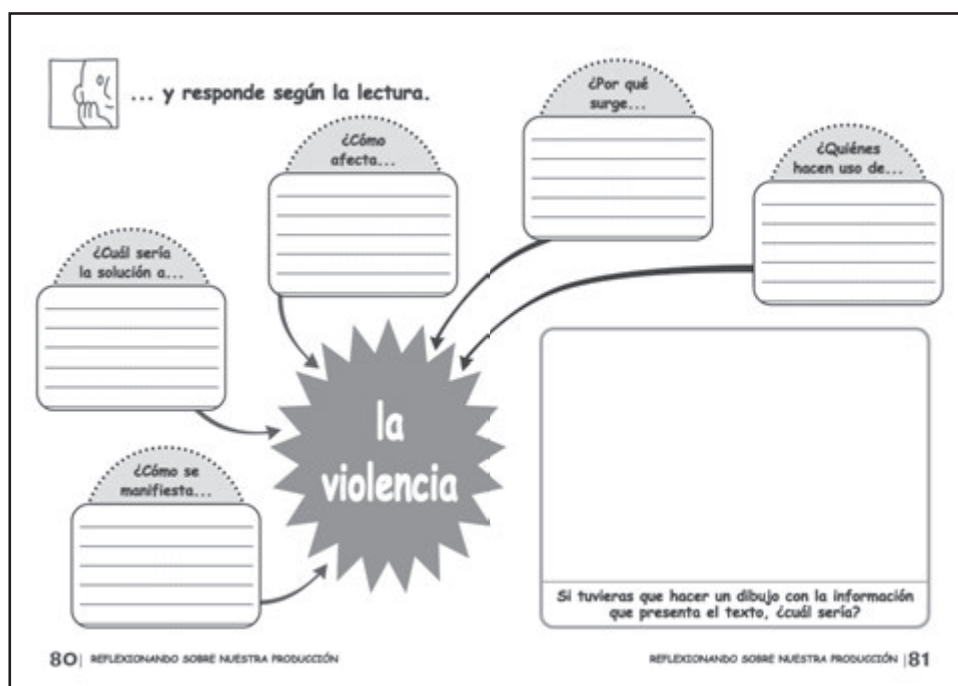 ... y responde según la lectura.
¿Por qué
surge...
¿Cómo
afecta...
¿Quiénes
hacen uso de...
¿Cuál sería
la solución a...
la
violencia
¿Cómo se
manifiesta...
Si tuvieras que hacer un dibujo con la información
que presenta el texto, ¿cuál sería?
80| REFLEXIONANDO SOBRE NUESTRA PRODUCCIÓN
REFLEXIONANDO SOBRE NUESTRA PRODUCCIÓN |81